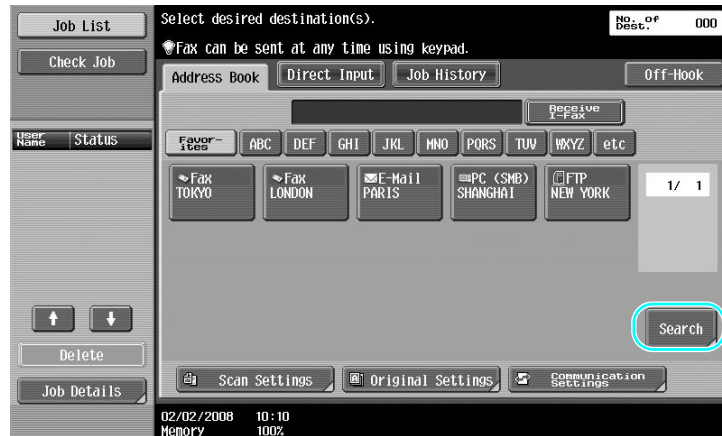 Job List
Check Job
User Name
Status
Delete
Job Details
Select desired destination(s).
No. of Dest. 000
Fax can be sent at any time using keypad.
Address Book
Direct Input
Job History
Off-Hook
Receive I-Fax
Favor-ites
ABC
DEF
GHI
JKL
MNO
PQRS
TUV
WXYZ
etc
Fax
TOKYO
Fax
LONDON
E-Mail
PARIS
PC (SMB)
SHANGHAI
FTP
NEW YORK
1/ 1
Search
Scan Settings
Original Settings
Communication Settings
02/02/2008 10:10
Memory 100%